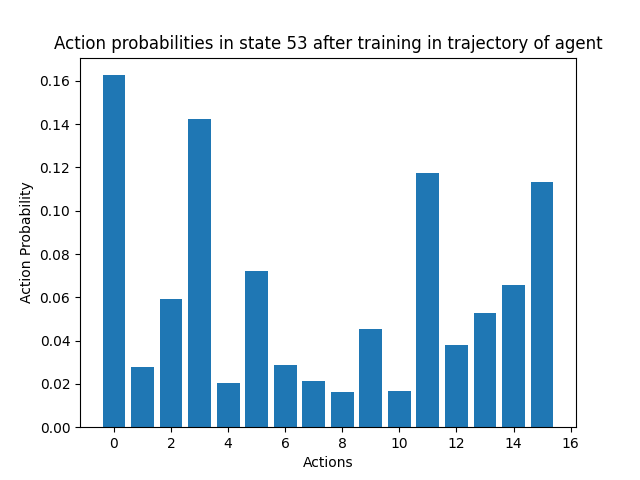 Action probabilities in state 53 after training in trajectory of agent
0.16
0.14
0.12
0.10
0.08
0.06
0.04
0.02
0.00
Action Probability
0 2 4 6 8 10 12 14 16
Actions